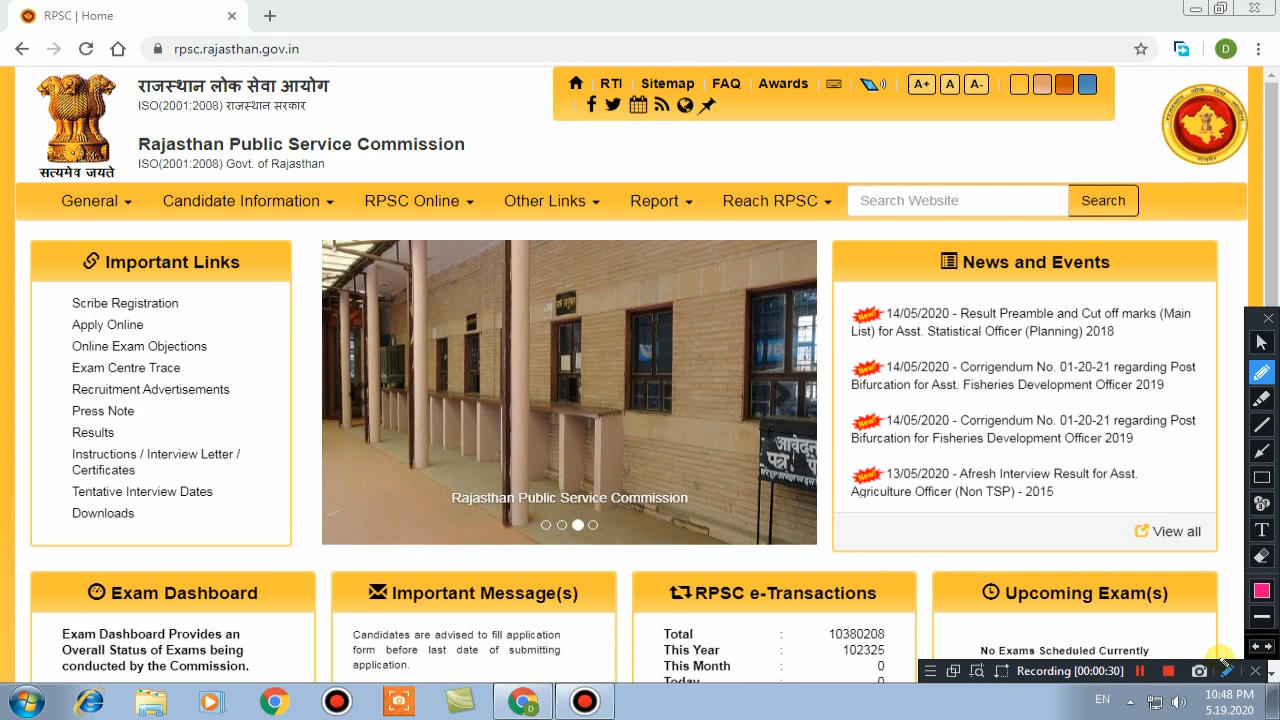 RPSC | Home
rpsc.rajasthan.gov.in
D
राजस्थान लोक सेवा आयोग
ISO(2001:2008) राजस्थान सरकार
Rajasthan Public Service Commission
ISO(2001:2008) Govt. of Rajasthan
सत्यमेव जयते
RTI | Sitemap | FAQ | Awards
A+ A A-
General
Candidate Information
RPSC Online
Other Links
Report
Reach RPSC
Search Website
Search
Important Links
Scribe Registration
Apply Online
Online Exam Objections
Exam Centre Trace
Recruitment Advertisements
Press Note
Results
Instructions / Interview Letter /
Certificates
Tentative Interview Dates
Downloads
Rajasthan Public Service Commission
News and Events
New! 14/05/2020 - Result Preamble and Cut off marks (Main
List) for Asst. Statistical Officer (Planning) 2018
New! 14/05/2020 - Corrigendum No. 01-20-21 regarding Post
Bifurcation for Asst. Fisheries Development Officer 2019
New! 14/05/2020 - Corrigendum No. 01-20-21 regarding Post
Bifurcation for Fisheries Development Officer 2019
New! 13/05/2020 - Afresh Interview Result for Asst.
Agriculture Officer (Non TSP) - 2015
View all
Exam Dashboard
Exam Dashboard Provides an
Overall Status of Exams being
conducted by the Commission.
Important Message(s)
Candidates are advised to fill application
form before last date of submitting
application.
RPSC e-Transactions
Total : 10380208
This Year : 102325
This Month : 0
Today : 0
Upcoming Exam(s)
No Exams Scheduled Currently
T
Recording [00:00:30]
EN
10:48 PM
5.19.2020